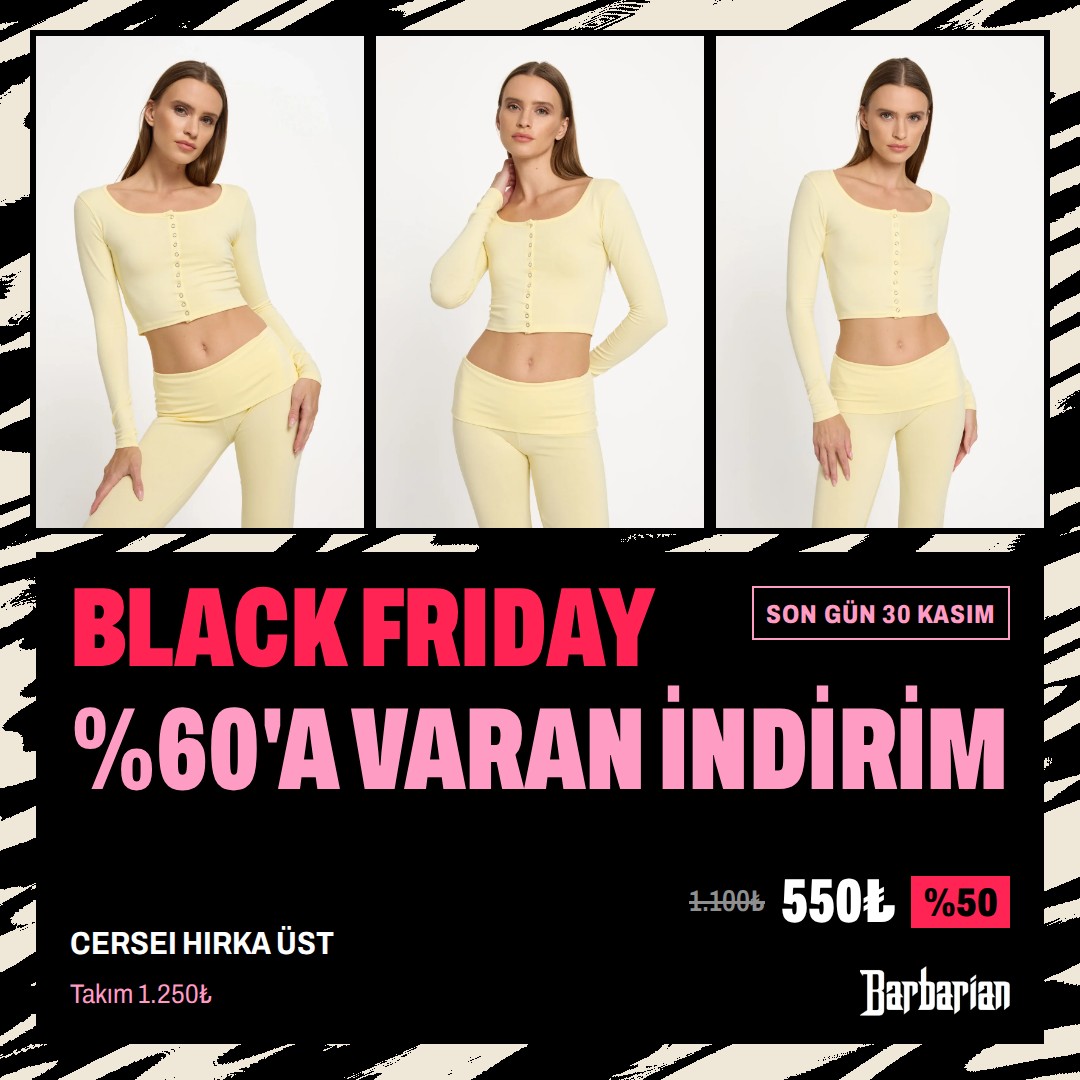 BLACK FRIDAY
SON GÜN 30 KASIM
%60'A VARAN İNDİRİM
1.100₺ 550₺ %50
CERSEI HIRKA ÜST
Takım 1.250₺
Barbarian